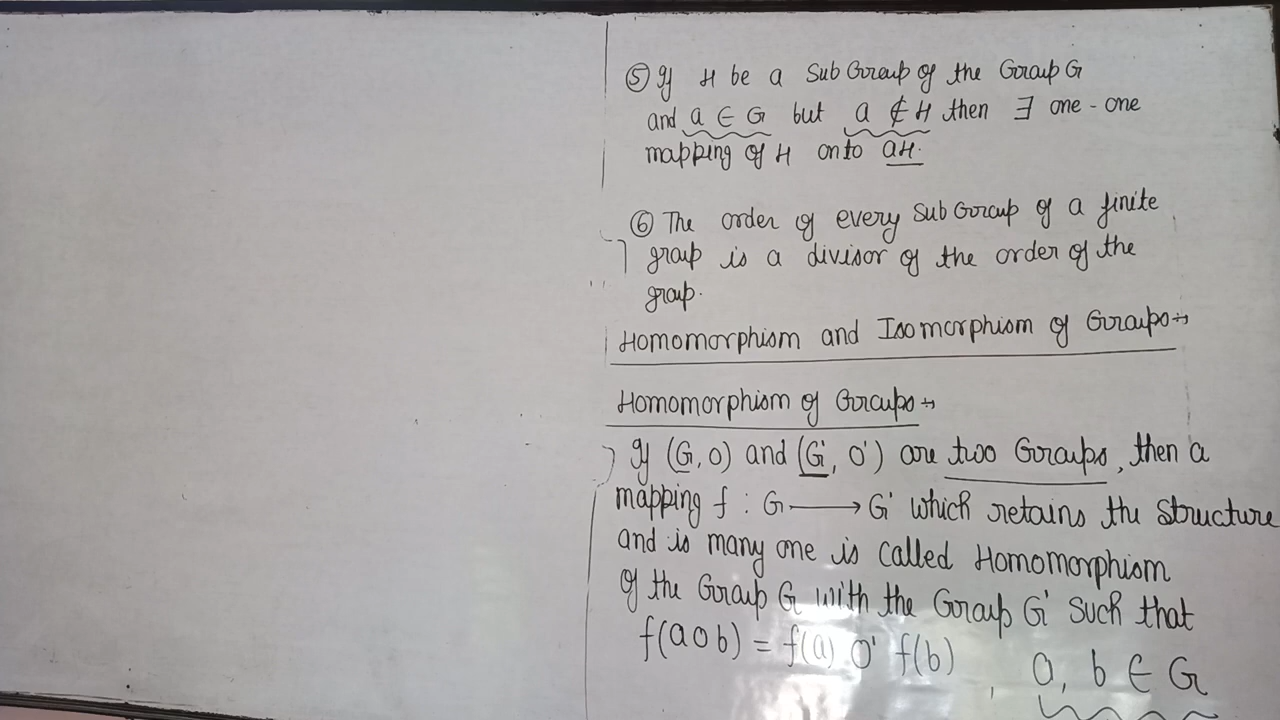 ⑤ If H be a Sub Group of the Group G
and a ∈ G but a ∉ H then ∃ one - one
mapping of H onto aH.
⑥ The order of every Sub Group of a finite
group is a divisor of the order of the
group.
Homomorphism and Isomorphism of Groups→
Homomorphism of Groups→
If (G, o) and (G', o') are two Groups, then a
mapping f : G ⟶ G' which retains the structure
and is many one is called Homomorphism
of the Group G with the Group G' such that
f(a o b) = f(a) o' f(b) , a, b ∈ G